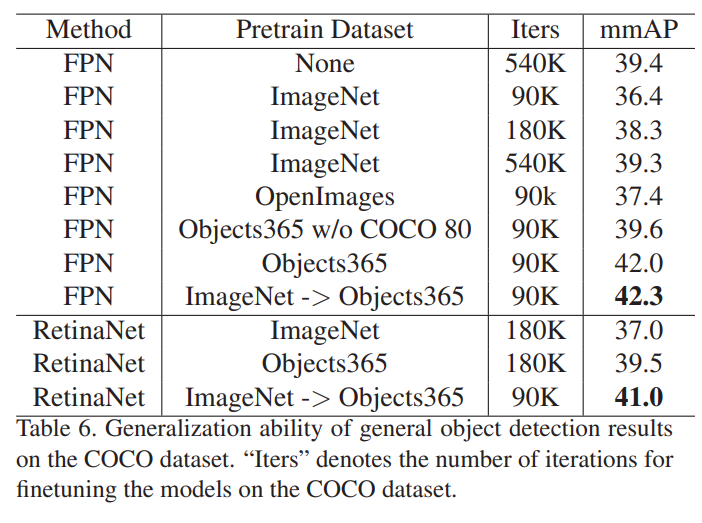 Method Pretrain Dataset Iters mmAP
FPN None 540K 39.4
FPN ImageNet 90K 36.4
FPN ImageNet 180K 38.3
FPN ImageNet 540K 39.3
FPN OpenImages 90k 37.4
FPN Objects365 w/o COCO 80 90K 39.6
FPN Objects365 90K 42.0
FPN ImageNet -> Objects365 90K 42.3
RetinaNet ImageNet 180K 37.0
RetinaNet Objects365 180K 39.5
RetinaNet ImageNet -> Objects365 90K 41.0
Table 6. Generalization ability of general object detection results
on the COCO dataset. “Iters” denotes the number of iterations for
finetuning the models on the COCO dataset.